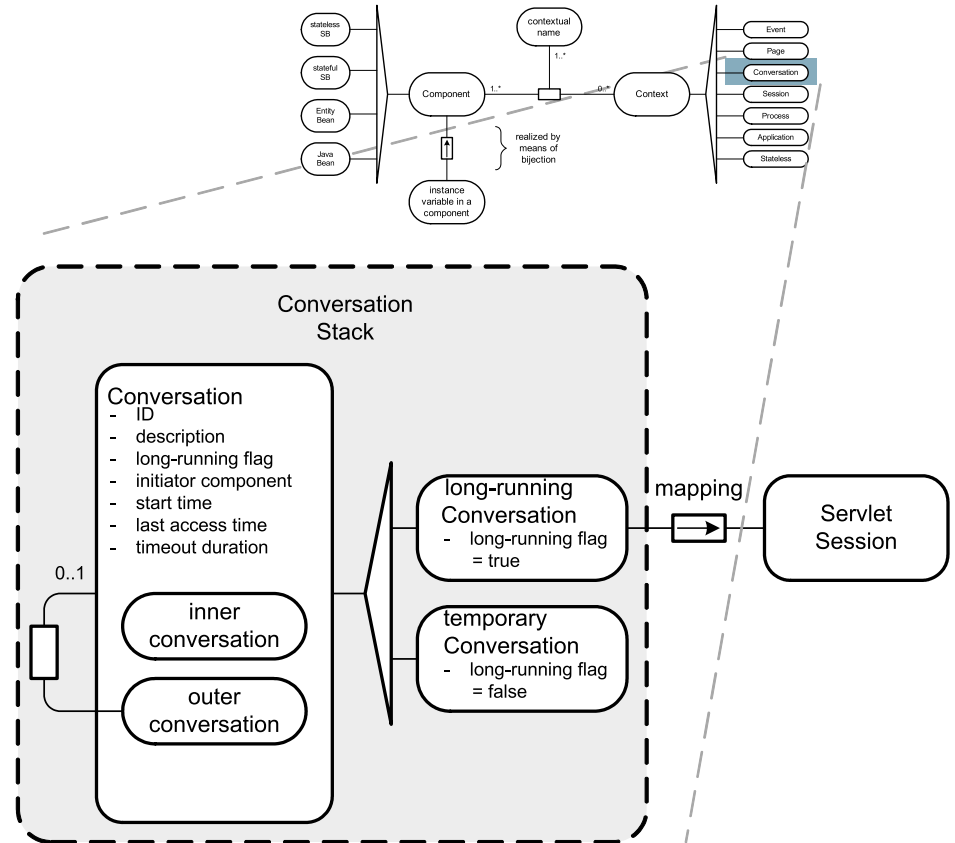 stateless
SB
stateful
SB
Entity
Bean
Java
Bean
Component
1..*
contextual
name
1..*
0..*
Context
Event
Page
Conversation
Session
Process
Application
Stateless
realized by
means of
bijection
instance
variable in a
component
Conversation
Stack
Conversation
- ID
- description
- long-running flag
- initiator component
- start time
- last access time
- timeout duration
0..1
inner
conversation
outer
conversation
long-running
Conversation
- long-running flag
= true
temporary
Conversation
- long-running flag
= false
mapping
Servlet
Session